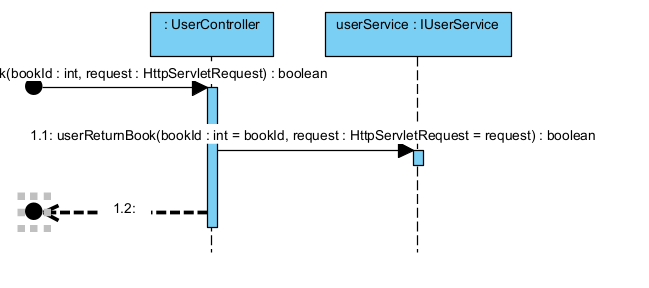 : UserController
userService : IUserService
k(bookId : int, request : HttpServletRequest) : boolean
1.1: userReturnBook(bookId : int = bookId, request : HttpServletRequest = request) : boolean
1.2: